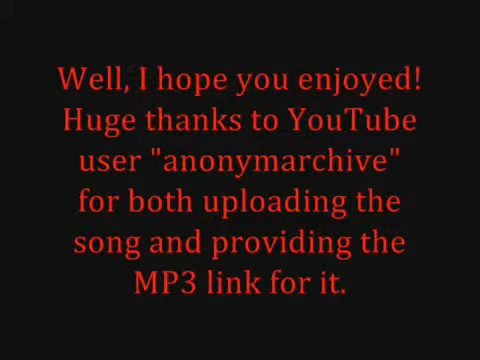 Well, I hope you enjoyed!
Huge thanks to YouTube
user "anonymarchive"
for both uploading the
song and providing the
MP3 link for it.